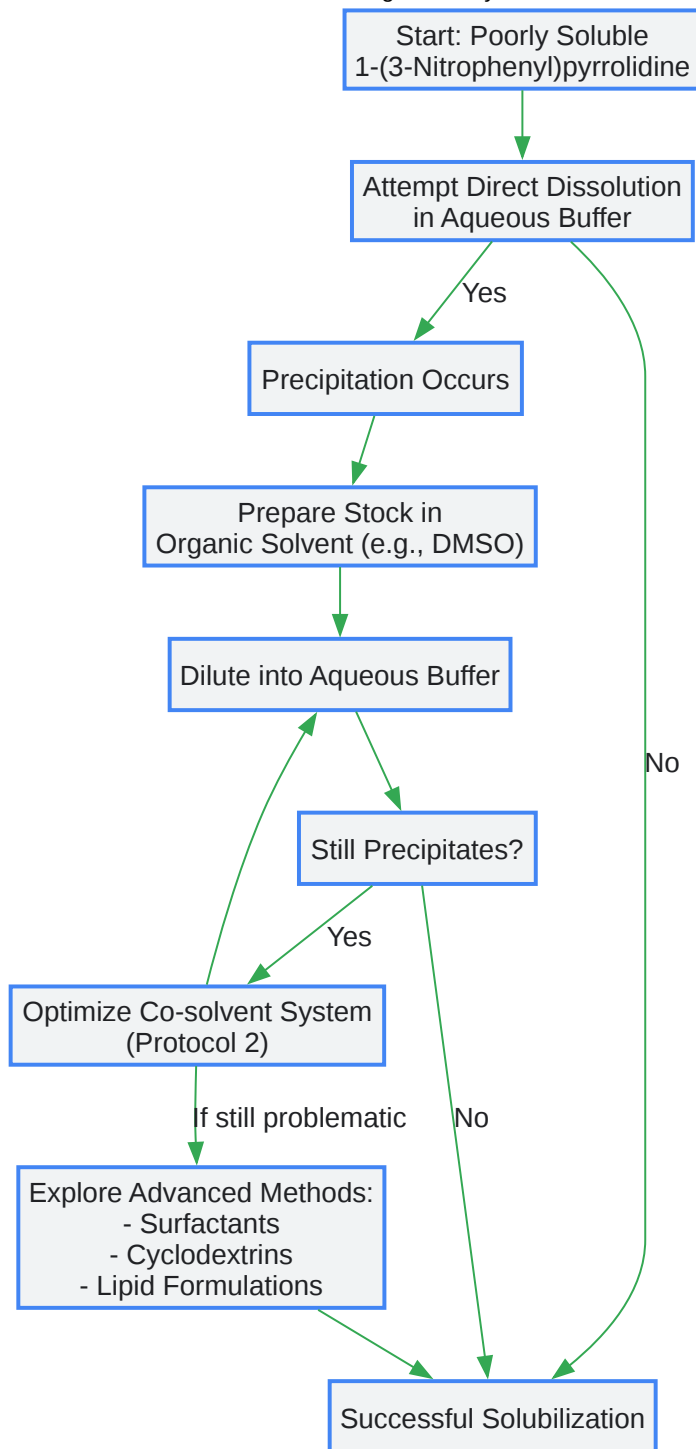 Start: Poorly Soluble
1-(3-Nitrophenyl)pyrrolidine
Attempt Direct Dissolution
in Aqueous Buffer
Yes
Precipitation Occurs
Prepare Stock in
Organic Solvent (e.g., DMSO)
Dilute into Aqueous Buffer
No
Still Precipitates?
Yes
Optimize Co-solvent System
(Protocol 2)
If still problematic
No
Explore Advanced Methods:
- Surfactants
- Cyclodextrins
- Lipid Formulations
Successful Solubilization